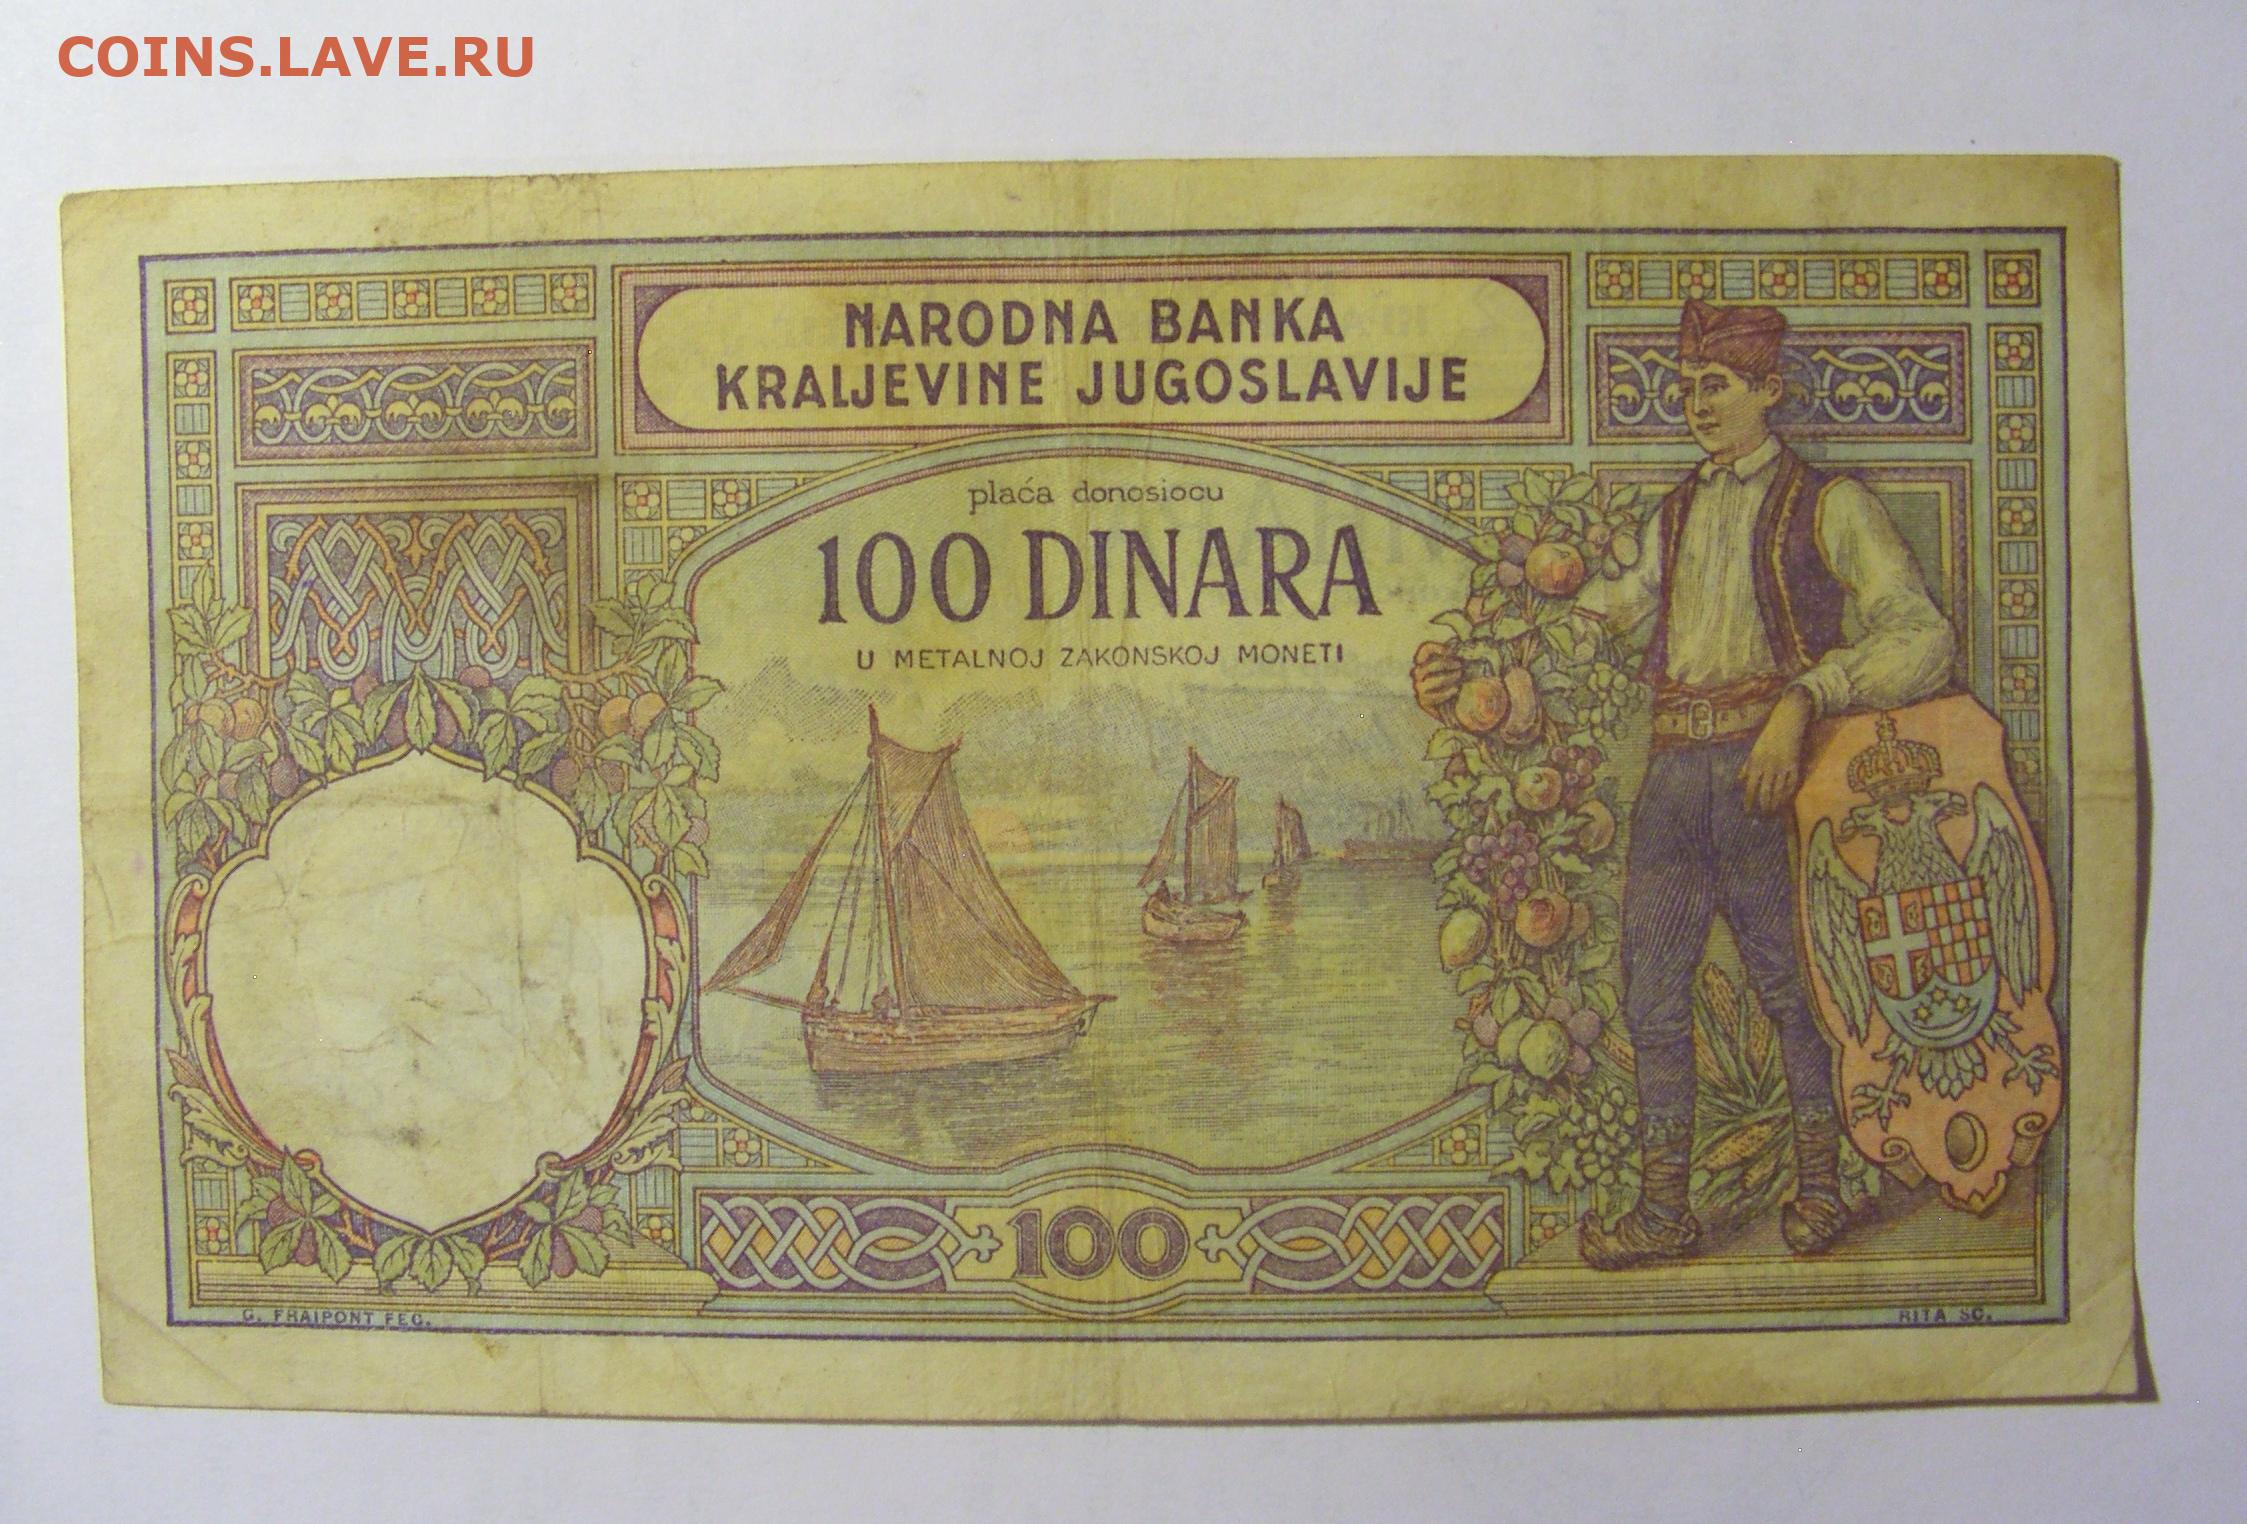 COINS.LAVE.RU
NARODNA BANKA
KRALJEVINE JUGOSLAVIJE
plaća donosiocu
100 DINARA
U METALNOJ ZAKONSKOJ MONETI
100
G. FRAIPONT FEC.
RITA SC.